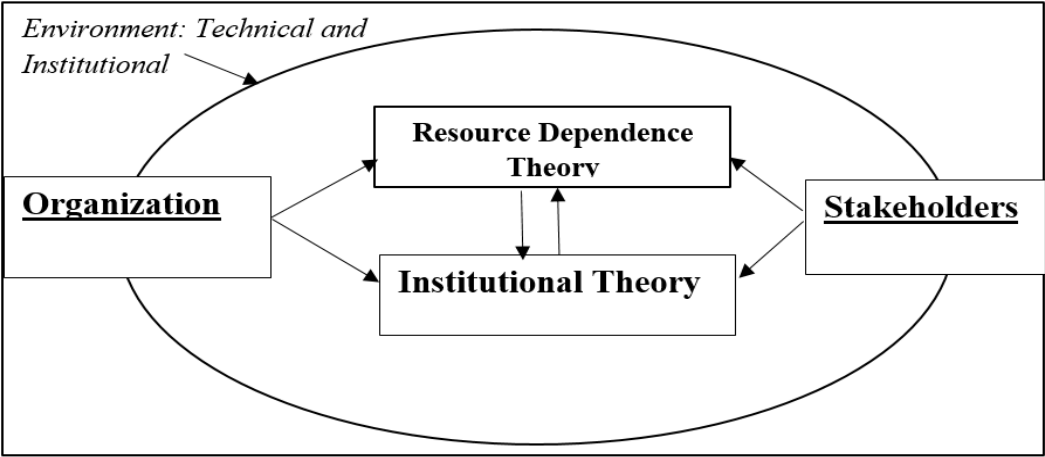 Environment: Technical and
Institutional
Resource Dependence
Theory
Organization
Stakeholders
Institutional Theory